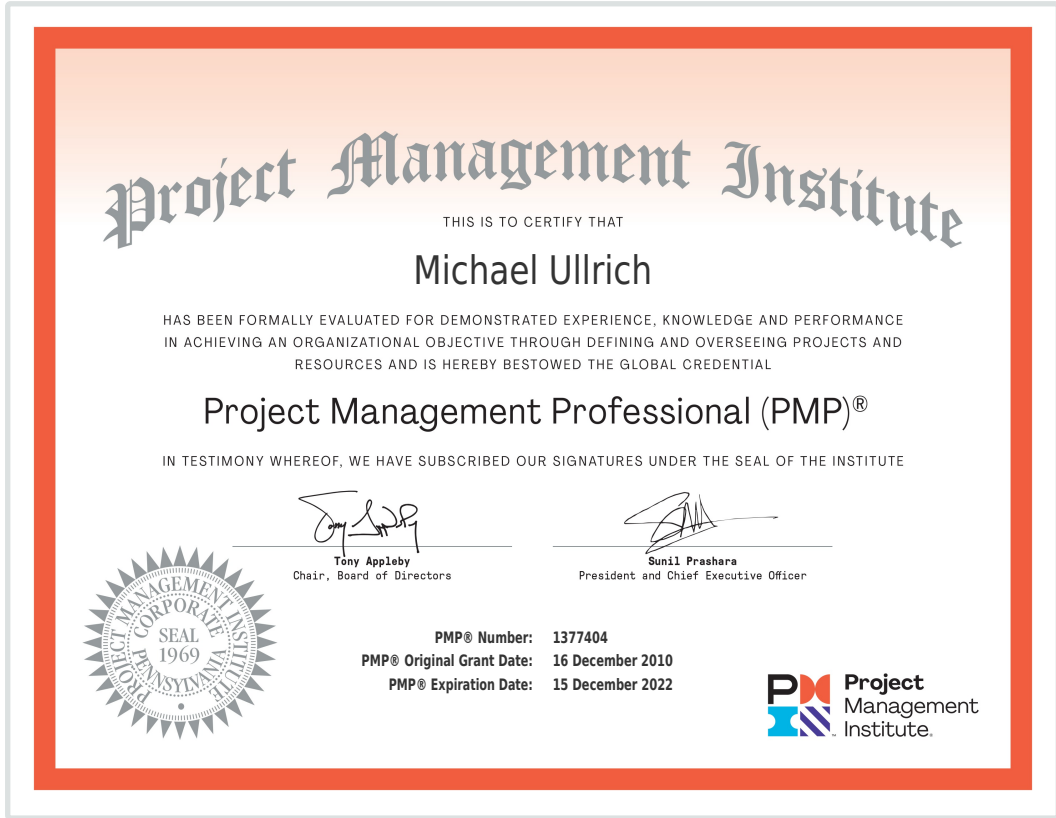 Project Management Institute
THIS IS TO CERTIFY THAT
Michael Ullrich
HAS BEEN FORMALLY EVALUATED FOR DEMONSTRATED EXPERIENCE, KNOWLEDGE AND PERFORMANCE
IN ACHIEVING AN ORGANIZATIONAL OBJECTIVE THROUGH DEFINING AND OVERSEEING PROJECTS AND
RESOURCES AND IS HEREBY BESTOWED THE GLOBAL CREDENTIAL
Project Management Professional (PMP)®
IN TESTIMONY WHEREOF, WE HAVE SUBSCRIBED OUR SIGNATURES UNDER THE SEAL OF THE INSTITUTE
Tony Appleby
Chair, Board of Directors
Sunil Prashara
President and Chief Executive Officer
PROJECT MANAGEMENT INSTITUTE
CORPORATE
SEAL
1969
PENNSYLVANIA
PMP® Number: 1377404
PMP® Original Grant Date: 16 December 2010
PMP® Expiration Date: 15 December 2022
Project
Management
Institute®